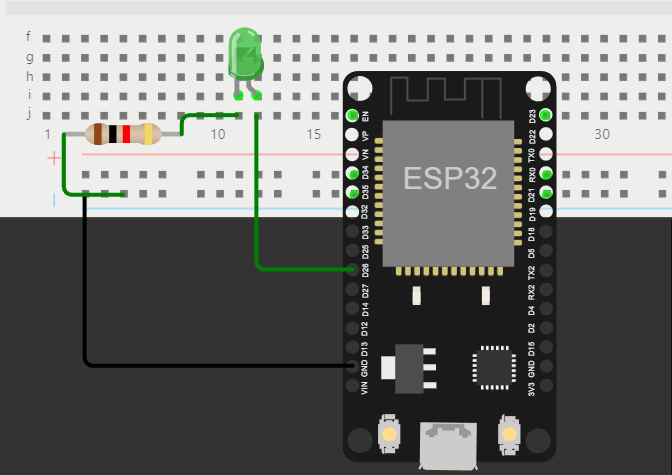 f
g
h
i
j
1
10
15
30
+
|
ESP32
EN
VP
VN
D34
D35
D32
D33
D25
D26
D27
D14
D12
D13
GND
VIN
D23
D22
TX0
RX0
D21
D19
D18
D5
TX2
RX2
D4
D2
D15
GND
3V3